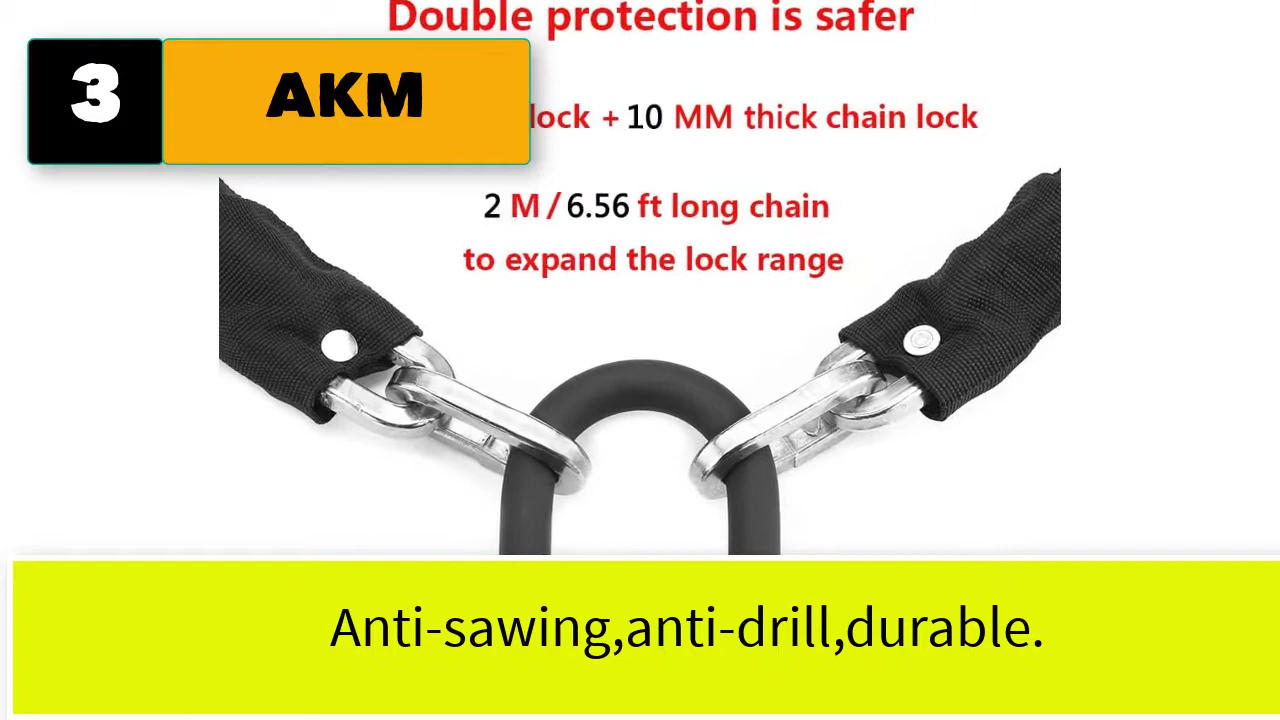 Double protection is safer
3
AKM
lock + 10 MM thick chain lock
2 M / 6.56 ft long chain
to expand the lock range
Anti-sawing,anti-drill,durable.